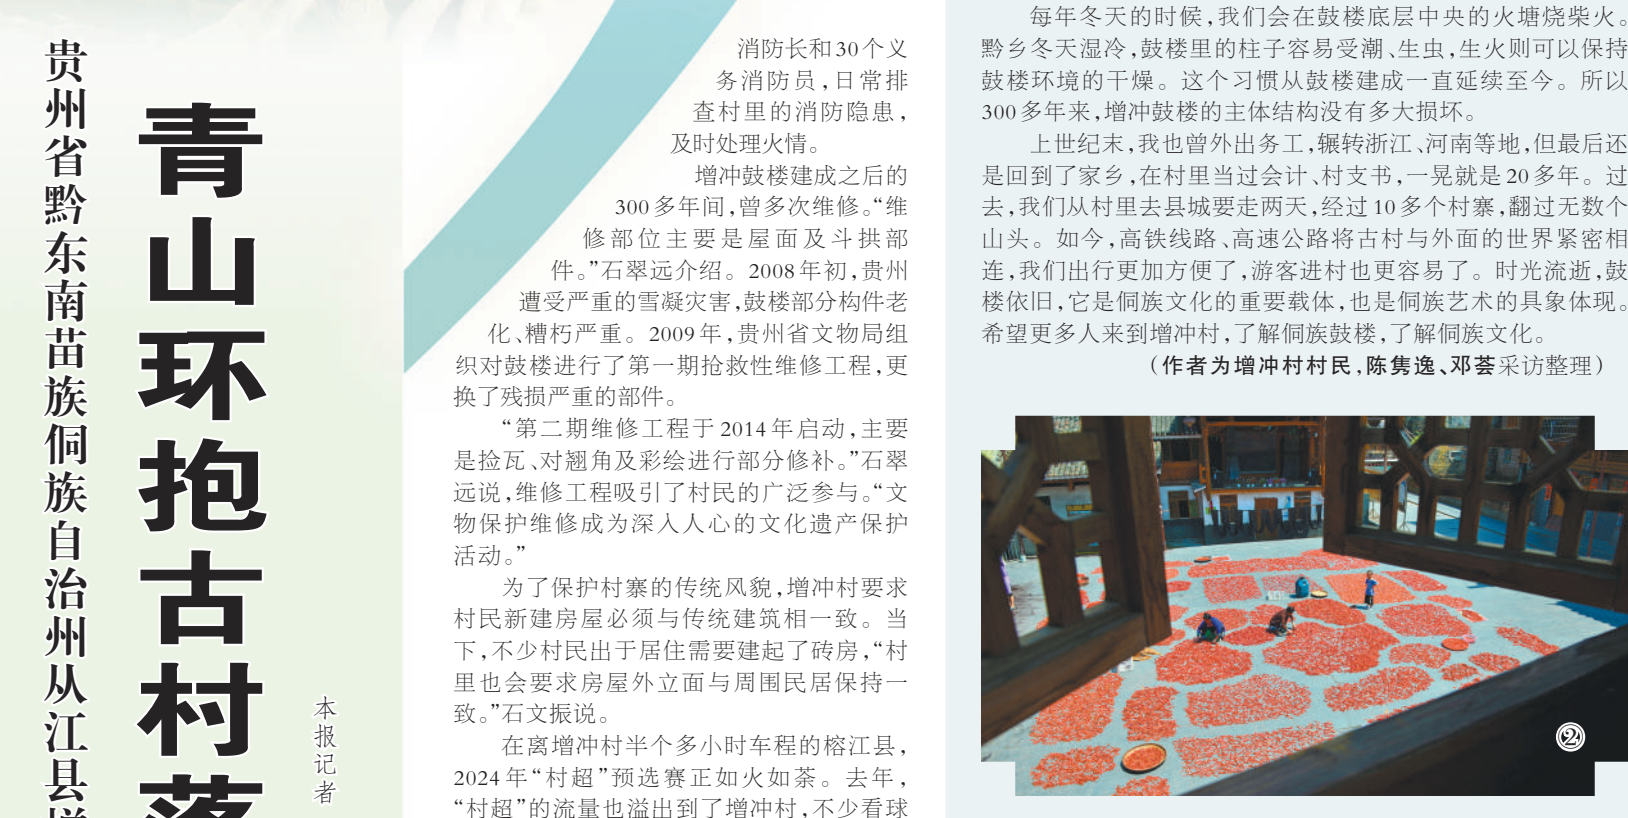 贵州省黔东南苗族侗族自治州从江县
青山环抱古村落
本报记者
消防长和30个义
务消防员，日常排
查村里的消防隐患，
及时处理火情。
增冲鼓楼建成之后的
300多年间，曾多次维修。“维
修部位主要是屋面及斗拱部
件。”石翠远介绍。2008年初，贵州
遭受严重的雪凝灾害，鼓楼部分构件老
化、糟朽严重。2009年，贵州省文物局组
织对鼓楼进行了第一期抢救性维修工程，更
换了残损严重的部件。
“第二期维修工程于2014年启动，主要
是捡瓦、对翘角及彩绘进行部分修补。”石翠
远说，维修工程吸引了村民的广泛参与。“文
物保护维修成为深入人心的文化遗产保护
活动。”
为了保护村寨的传统风貌，增冲村要求
村民新建房屋必须与传统建筑相一致。当
下，不少村民出于居住需要建起了砖房，“村
里也会要求房屋外立面与周围民居保持一
致。”石文振说。
在离增冲村半个多小时车程的榕江县，
2024年“村超”预选赛正如火如荼。去年，
“村超”的流量也溢出到了增冲村，不少看球
每年冬天的时候，我们会在鼓楼底层中央的火塘烧柴火。
黔乡冬天湿冷，鼓楼里的柱子容易受潮、生虫，生火则可以保持
鼓楼环境的干燥。这个习惯从鼓楼建成一直延续至今。所以
300多年来，增冲鼓楼的主体结构没有多大损坏。
上世纪末，我也曾外出务工，辗转浙江、河南等地，但最后还
是回到了家乡，在村里当过会计、村支书，一晃就是20多年。过
去，我们从村里去县城要走两天，经过10多个村寨，翻过无数个
山头。如今，高铁线路、高速公路将古村与外面的世界紧密相
连，我们出行更加方便了，游客进村也更容易了。时光流逝，鼓
楼依旧，它是侗族文化的重要载体，也是侗族艺术的具象体现。
希望更多人来到增冲村，了解侗族鼓楼，了解侗族文化。
（作者为增冲村村民，陈隽逸、邓荟采访整理）
②